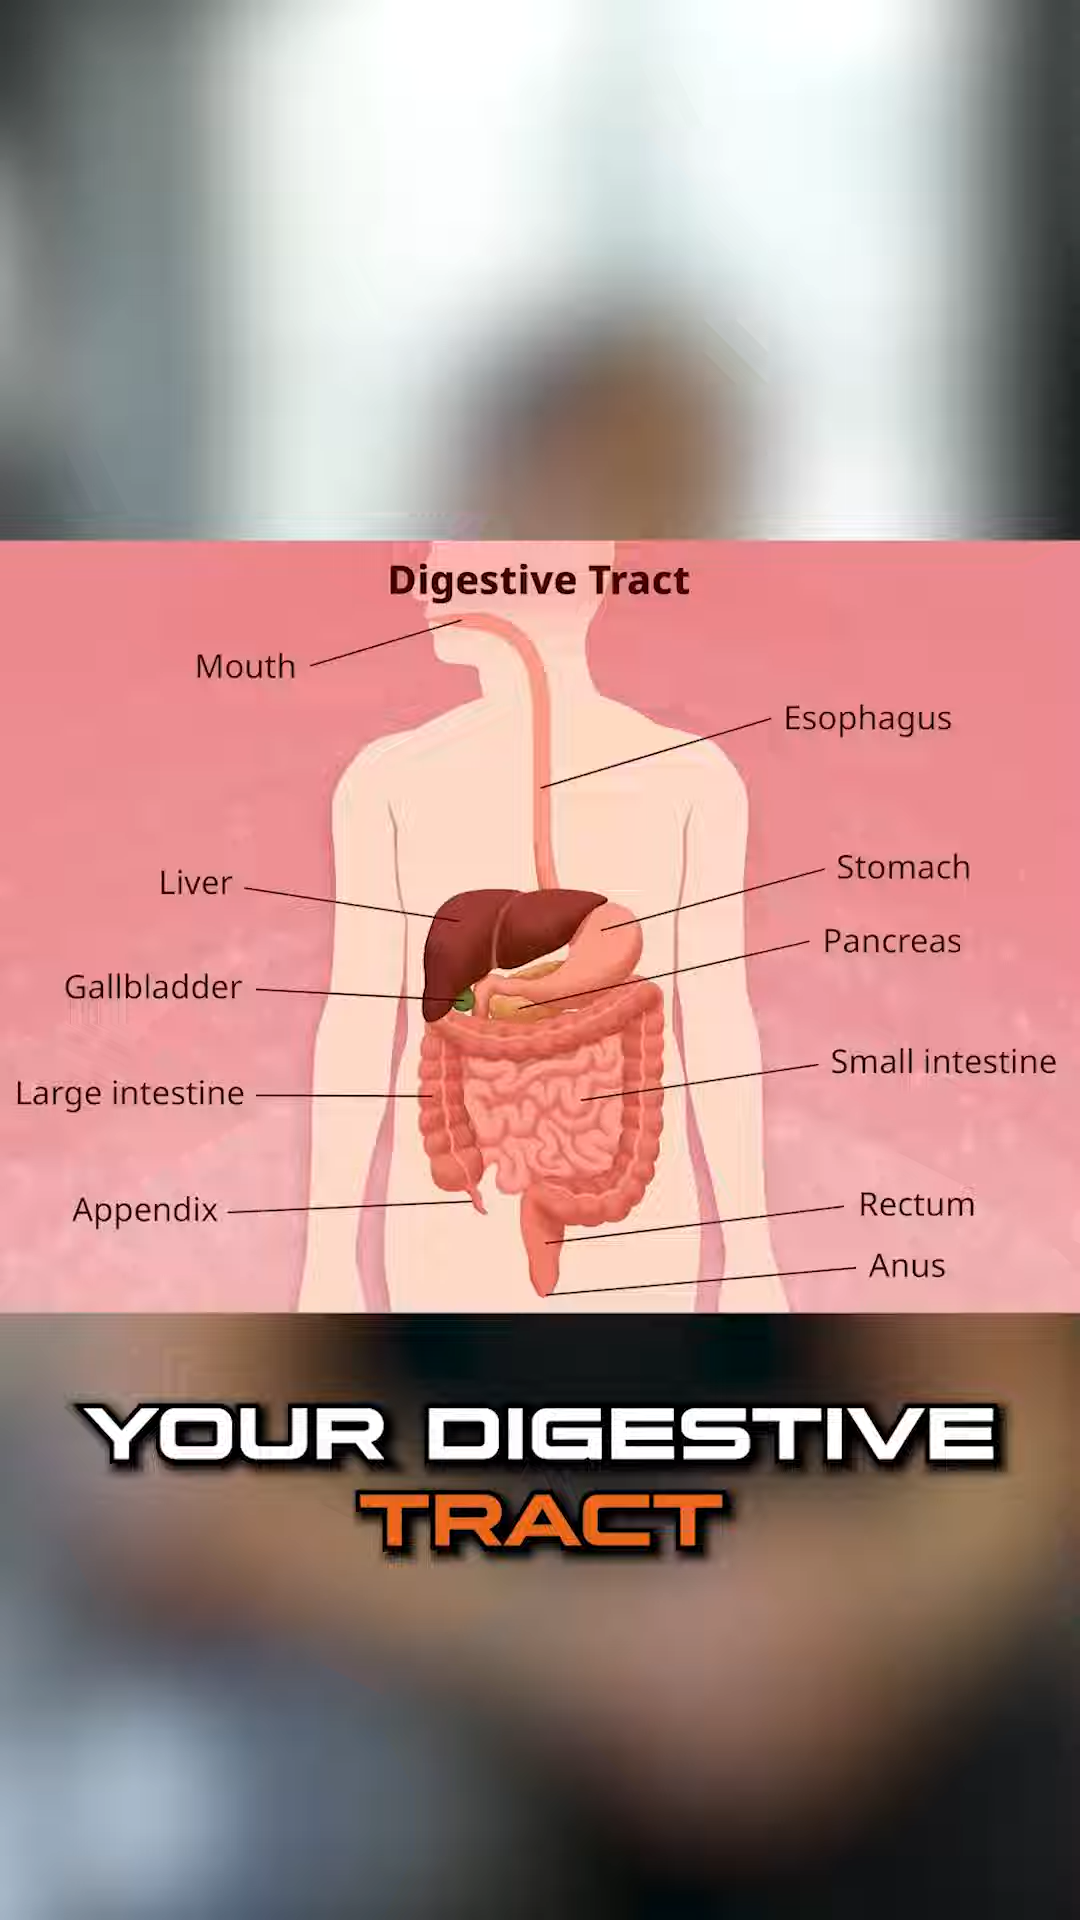 Digestive Tract
Mouth
Esophagus
Stomach
Liver
Pancreas
Gallbladder
Small intestine
Large intestine
Rectum
Appendix
Anus
YOUR DIGESTIVE
TRACT